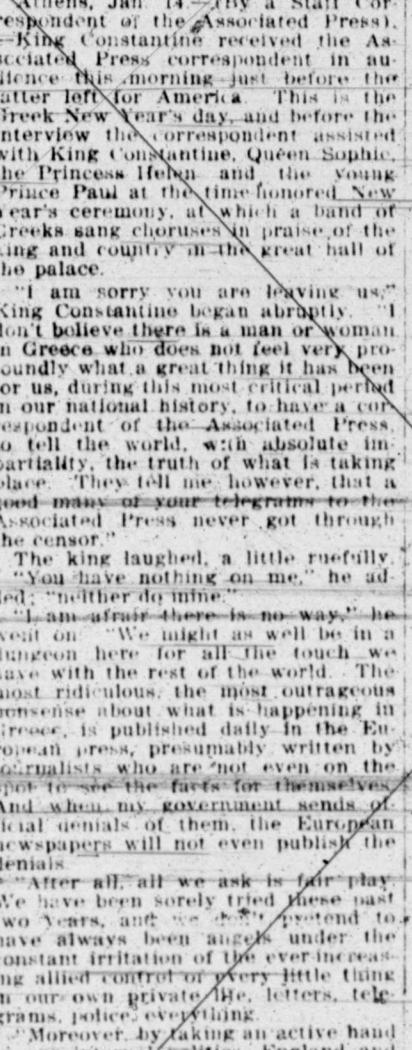 Athens, Jan. 14.—(By a Staff Cor-
respondent of the Associated Press).
—King Constantine received the As-
sociated Press correspondent in au-
dience this morning just before the
latter left for America. This is the
Greek New Year's day, and before the
interview the correspondent assisted
with King Constantine, Queen Sophie,
the Princess Helen and the young
Prince Paul at the time honored New
Year's ceremony, at which a band of
Greeks sang choruses in praise of the
king and country in the great hall of
the palace.
"I am sorry you are leaving us,"
King Constantine began abruptly. "I
don't believe there is a man or woman
in Greece who does not feel very pro-
foundly what a great thing it has been
for us, during this most critical period
in our national history, to have a cor-
respondent of the Associated Press
to tell the world, with absolute im-
partiality, the truth of what is taking
place. They tell me however, that a
good many of your telegrams to the
Associated Press never got through
the censor."
The king laughed, a little ruefully.
"You have nothing on me," he ad-
ded; "neither do mine."
"I am afrair there is no way," he
went on. "We might as well be in a
dungeon here for all the touch we
have with the rest of the world. The
most ridiculous, the most outrageous
nonsense about what is happening in
Greece, is published daily in the Eu-
ropean press, presumably written by
journalists who are not even on the
spot to see the facts for themselves
And when my government sends of-
ficial denials of them, the European
newspapers will not even publish the
denials.
"After all, all we ask is fair play.
We have been sorely tried these past
two years, and we don't pretend to
have always been angels under the
constant irritation of the ever-increas-
ing allied control of every little thing
in our own private life, letters, tele-
grams, police, everything.
"Moreover, by taking an active hand